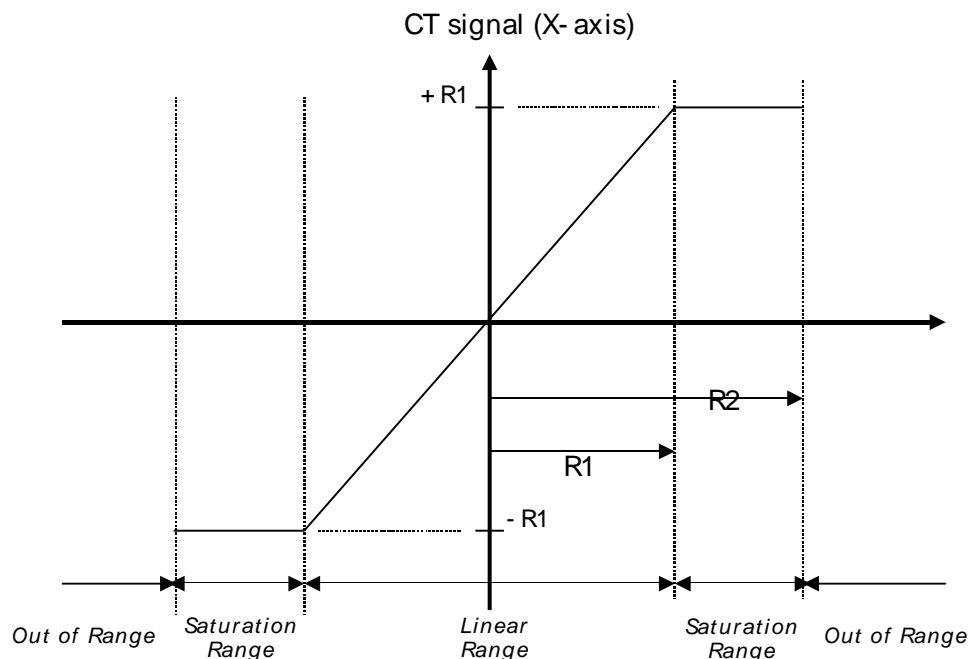 CT signal (X-axis)
+ R1
R2
R1
- R1
Out of Range
Saturation
Range
Linear
Range
Saturation
Range
Out of Range